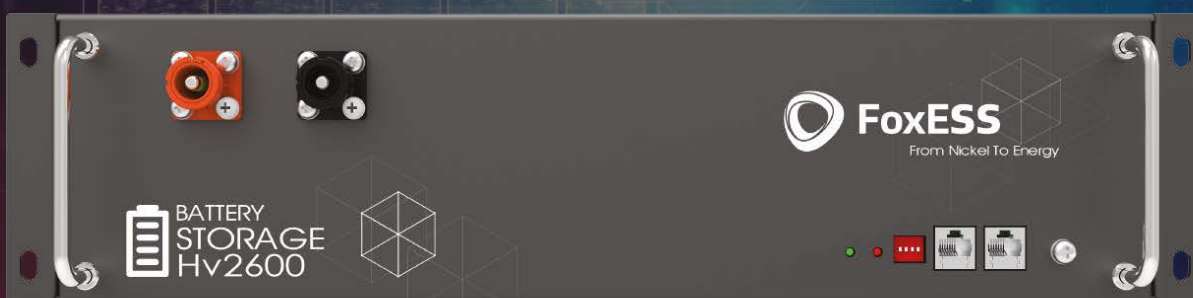 FoxESS
From Nickel To Energy
BATTERY
STORAGE
Hv2600